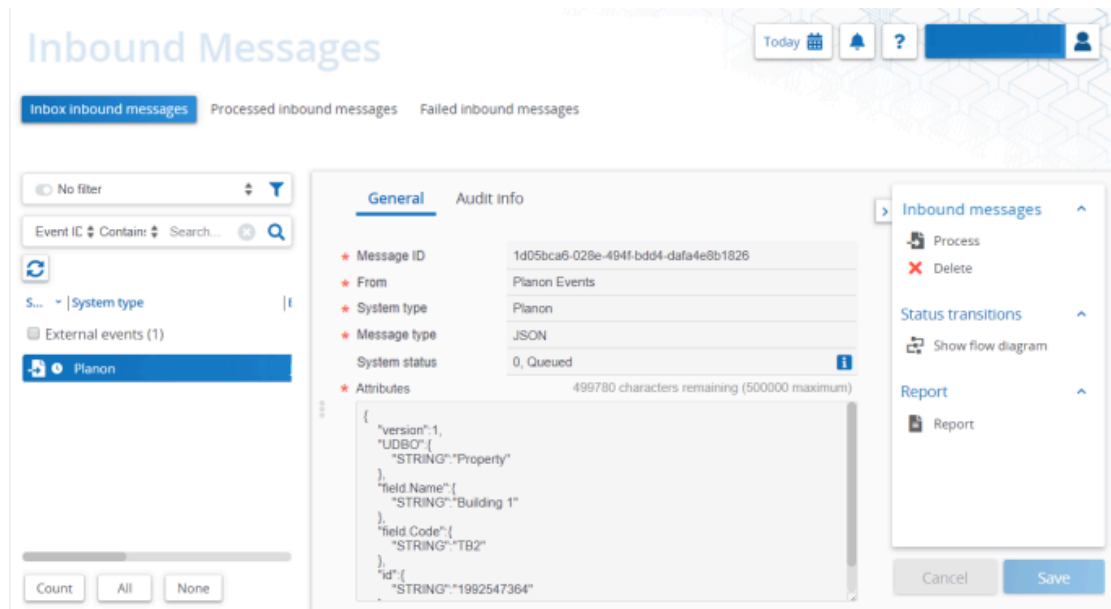 Inbound Messages
Today
?
Inbox inbound messages Processed inbound messages Failed inbound messages
No filter
Event IC Contain: Search...
S... System type
External events (1)
Planon
Count All None
General Audit info
* Message ID 1d05bca6-028e-494f-bdd4-dafa4e8b1826
* From Planon Events
* System type Planon
* Message type JSON
System status 0, Queued
* Attributes 499780 characters remaining (500000 maximum)
{
"version":1,
"UDBO":{
"STRING":"Property"
},
"field.Name":{
"STRING":"Building 1"
},
"field.Code":{
"STRING":"TB2"
},
"id":{
"STRING":"1992547364"
Inbound messages
Process
Delete
Status transitions
Show flow diagram
Report
Report
Cancel Save